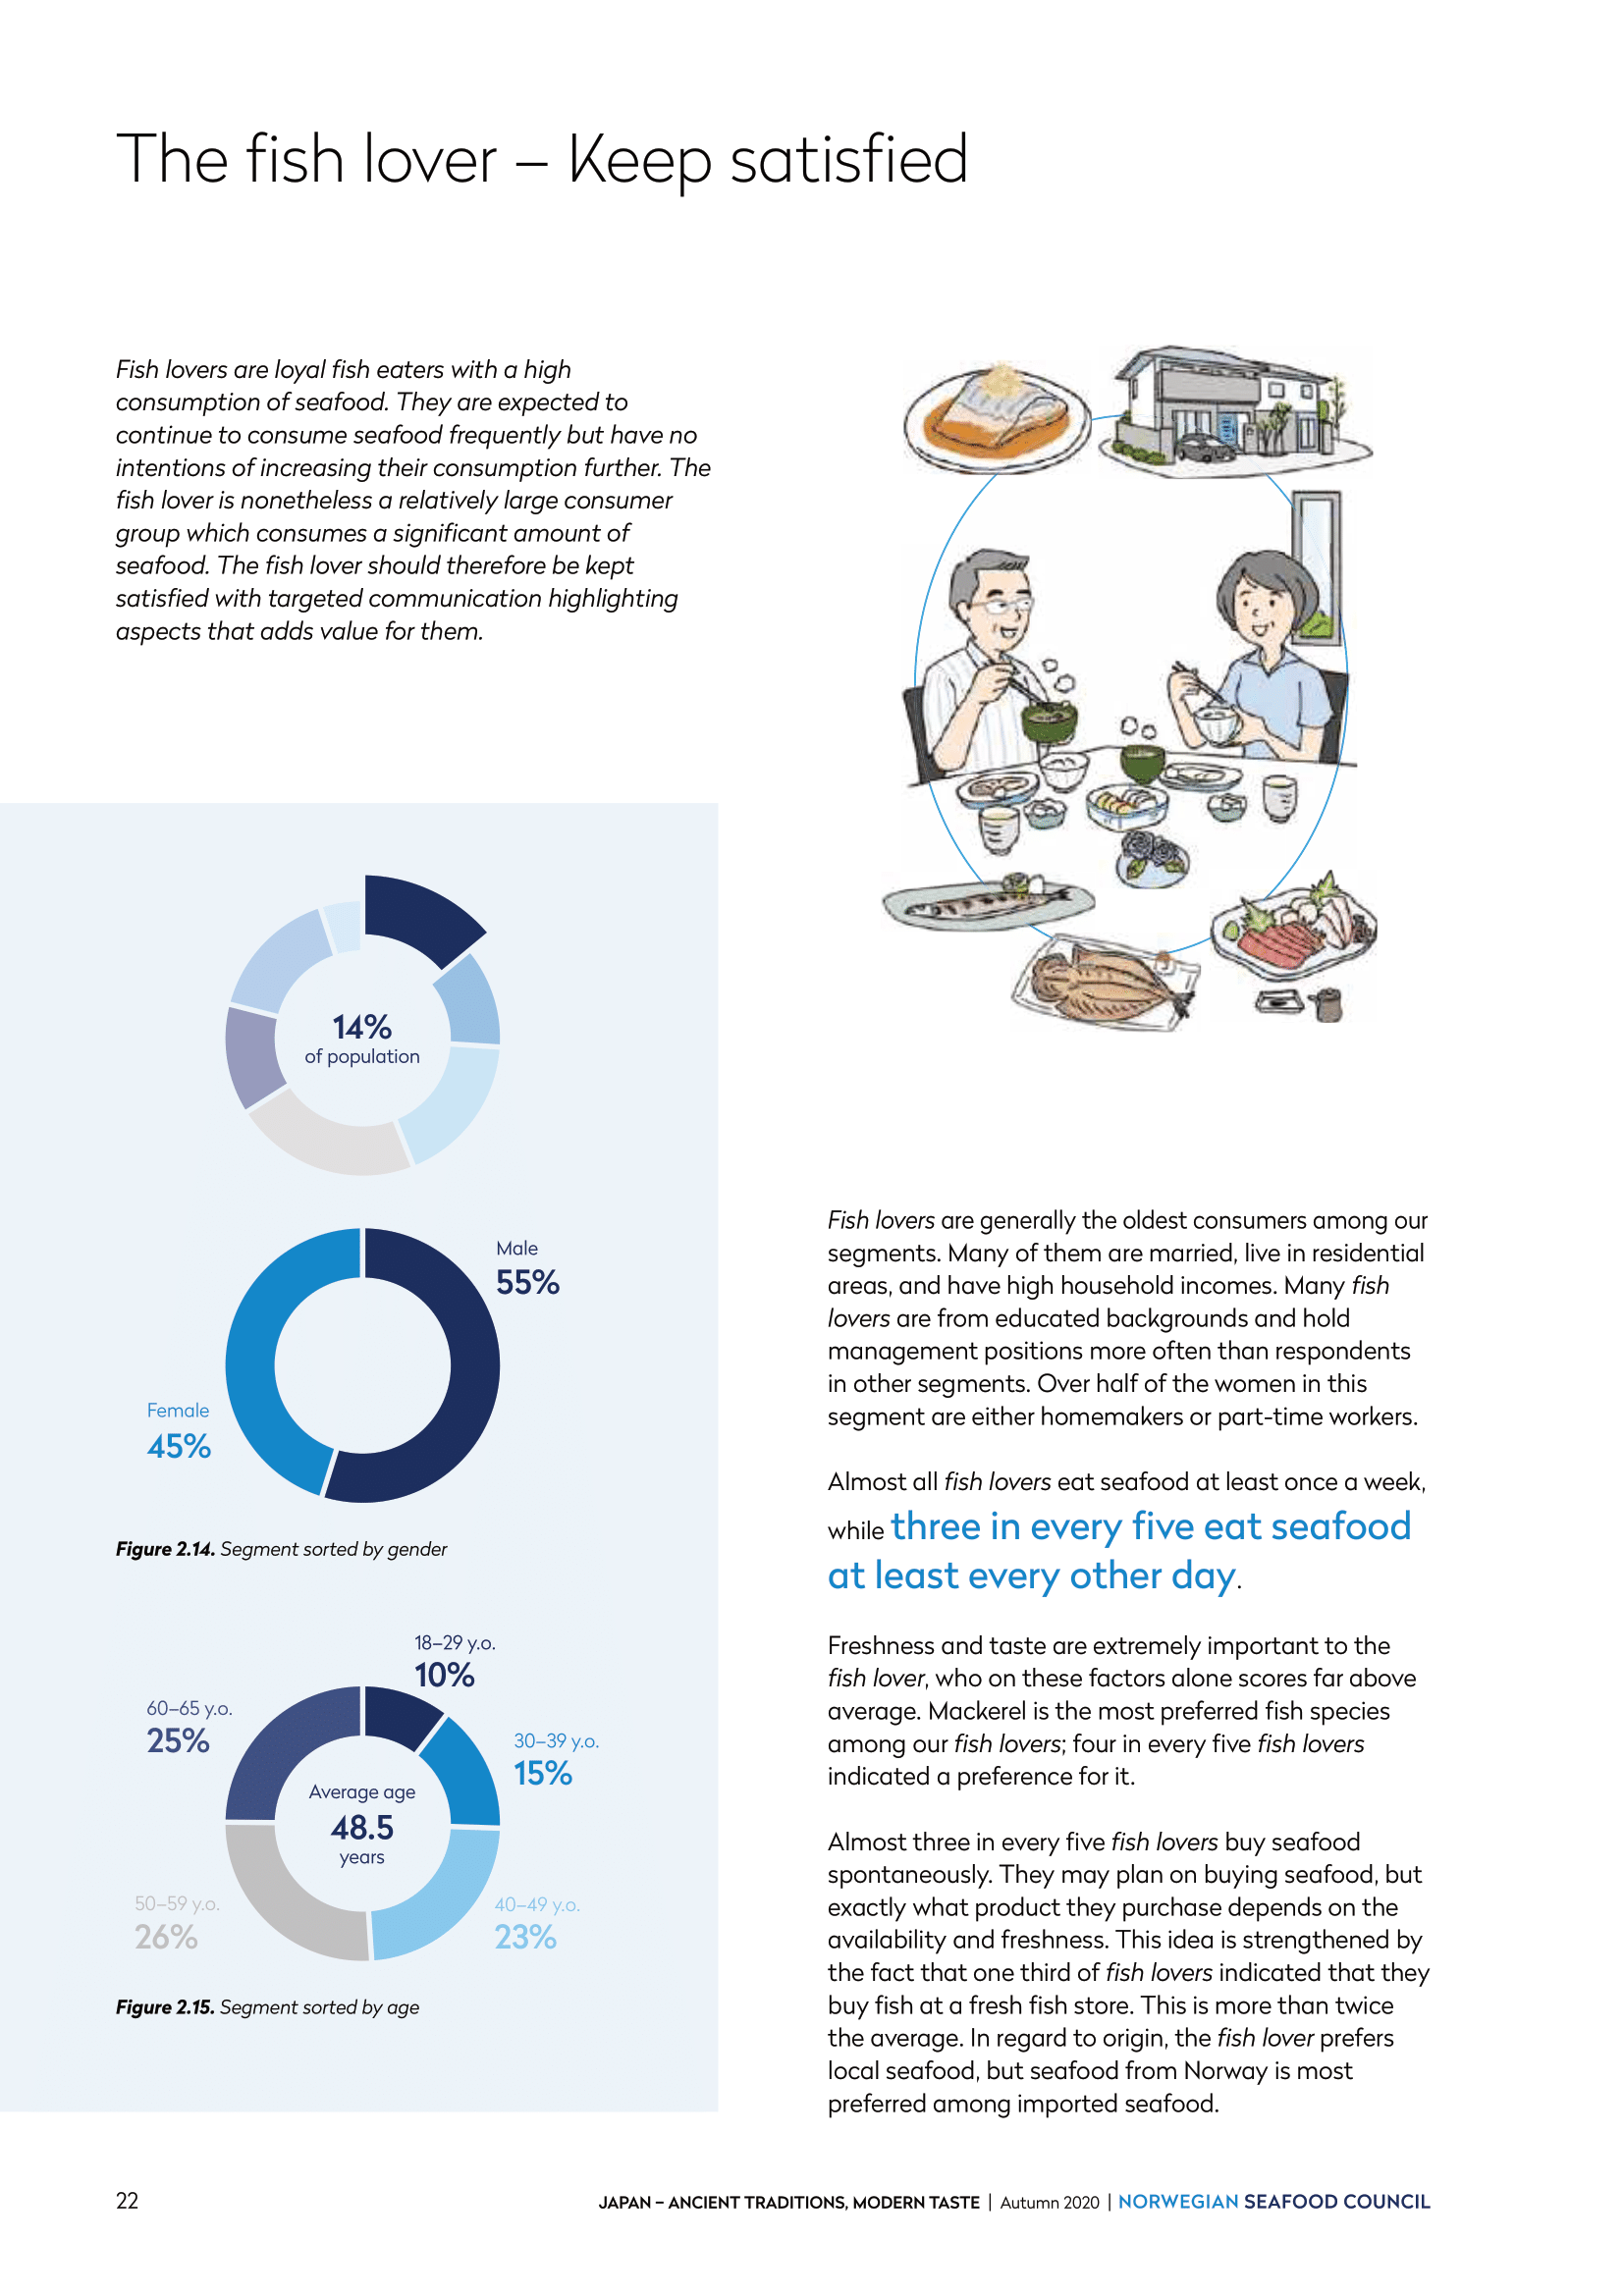 The fish lover – Keep satisfied
Fish lovers are loyal fish eaters with a high
consumption of seafood. They are expected to
continue to consume seafood frequently but have no
intentions of increasing their consumption further. The
fish lover is nonetheless a relatively large consumer
group which consumes a significant amount of
seafood. The fish lover should therefore be kept
satisfied with targeted communication highlighting
aspects that adds value for them.
14%
of population
Male
55%
Female
45%
Figure 2.14. Segment sorted by gender
18–29 y.o.
10%
60–65 y.o.
25%
30–39 y.o.
15%
Average age
48.5
years
50–59 y.o.
26%
40–49 y.o.
23%
Figure 2.15. Segment sorted by age
Fish lovers are generally the oldest consumers among our
segments. Many of them are married, live in residential
areas, and have high household incomes. Many fish
lovers are from educated backgrounds and hold
management positions more often than respondents
in other segments. Over half of the women in this
segment are either homemakers or part-time workers.
Almost all fish lovers eat seafood at least once a week,
while three in every five eat seafood
at least every other day.
Freshness and taste are extremely important to the
fish lover, who on these factors alone scores far above
average. Mackerel is the most preferred fish species
among our fish lovers; four in every five fish lovers
indicated a preference for it.
Almost three in every five fish lovers buy seafood
spontaneously. They may plan on buying seafood, but
exactly what product they purchase depends on the
availability and freshness. This idea is strengthened by
the fact that one third of fish lovers indicated that they
buy fish at a fresh fish store. This is more than twice
the average. In regard to origin, the fish lover prefers
local seafood, but seafood from Norway is most
preferred among imported seafood.
22
JAPAN – ANCIENT TRADITIONS, MODERN TASTE | Autumn 2020 | NORWEGIAN SEAFOOD COUNCIL